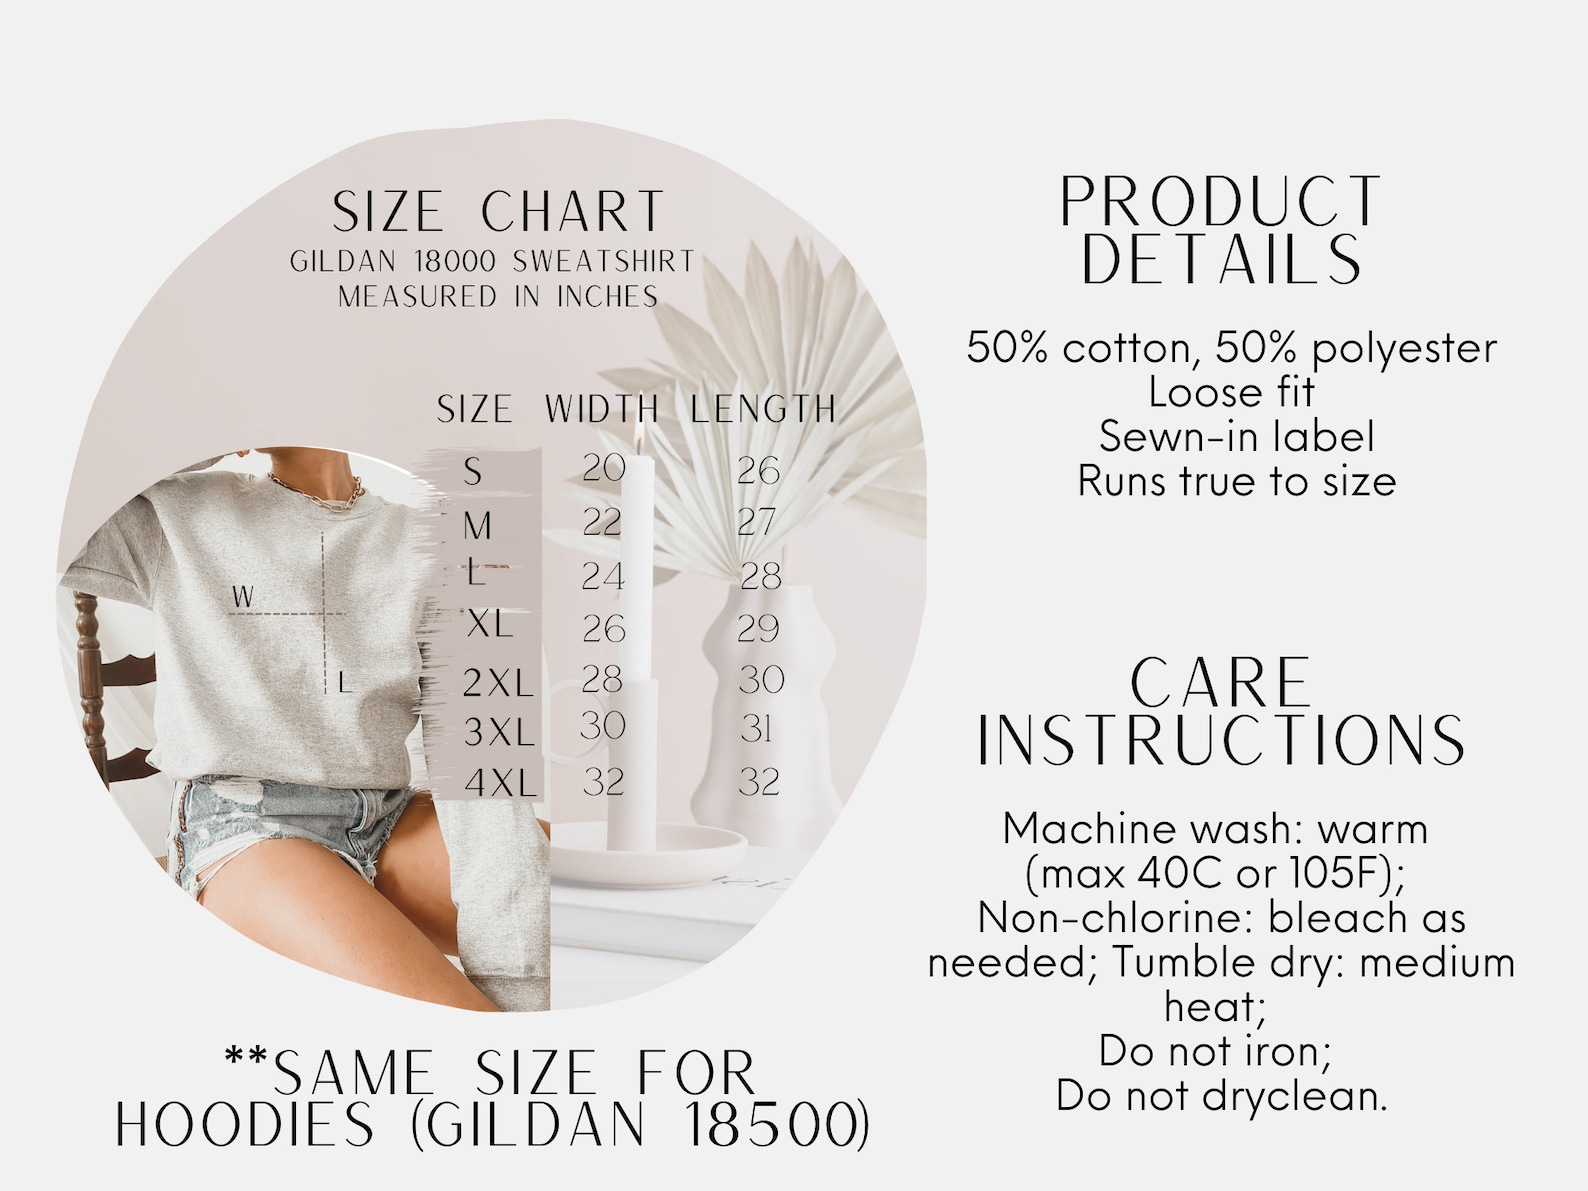 SIZE CHART
GILDAN 18000 SWEATSHIRT
MEASURED IN INCHES
SIZE WIDTH LENGTH
S 20 26
M 22 27
L 24 28
XL 26 29
2XL 28 30
3XL 30 31
4XL 32 32
W
L
**SAME SIZE FOR
HOODIES (GILDAN 18500)
PRODUCT
DETAILS
50% cotton, 50% polyester
Loose fit
Sewn-in label
Runs true to size
CARE
INSTRUCTIONS
Machine wash: warm
(max 40C or 105F);
Non-chlorine: bleach as
needed; Tumble dry: medium
heat;
Do not iron;
Do not dryclean.